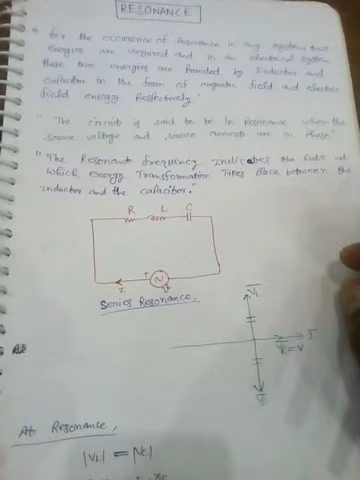 RESONANCE
" for the occurence of Resonance in any system two
energies are required and in an electrical system
these two energies are Provided by Inductor and
Capacitor in the form of magnetic field and electric
field energy Respectively"
" The circuit is said to be in Resonance when the
source voltage and source current are in Phase"
" The Resonant frequency Indicates the Rate at
Which energy Transformation Takes Place between the
Inductor and the capacitor."
R L C
I
Series Resonance.
VL
I
VR=V
At Resonance,
|VL| = |VC|